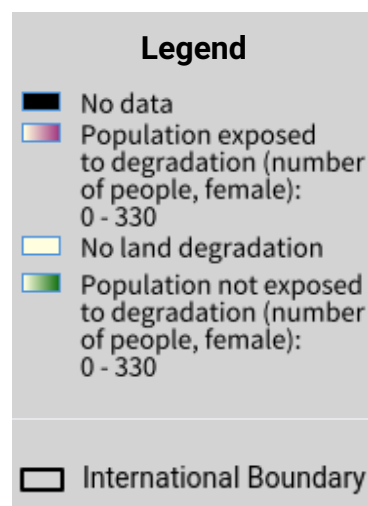 Legend
No data
Population exposed
to degradation (number
of people, female):
0 - 330
No land degradation
Population not exposed
to degradation (number
of people, female):
0 - 330
International Boundary